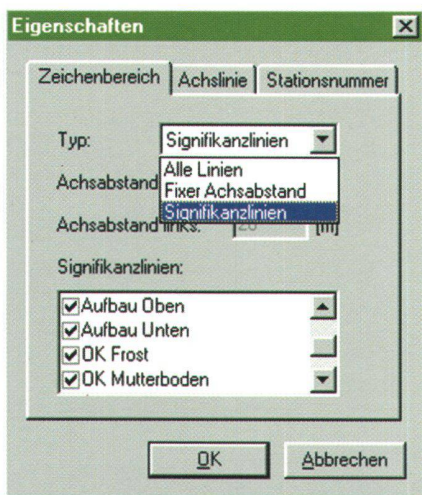 Eigenschaften
Zeichenbereich Achslinie Stationsnummer
Typ: Signifikanzlinien
Alle Linien
Achsabstand Fixer Achsabstand
Signifikanzlinien
Achsabstand links: [m]
Signifikanzlinien:
Aufbau Oben
Aufbau Unten
OK Frost
OK Mutterboden
OK Abbrechen